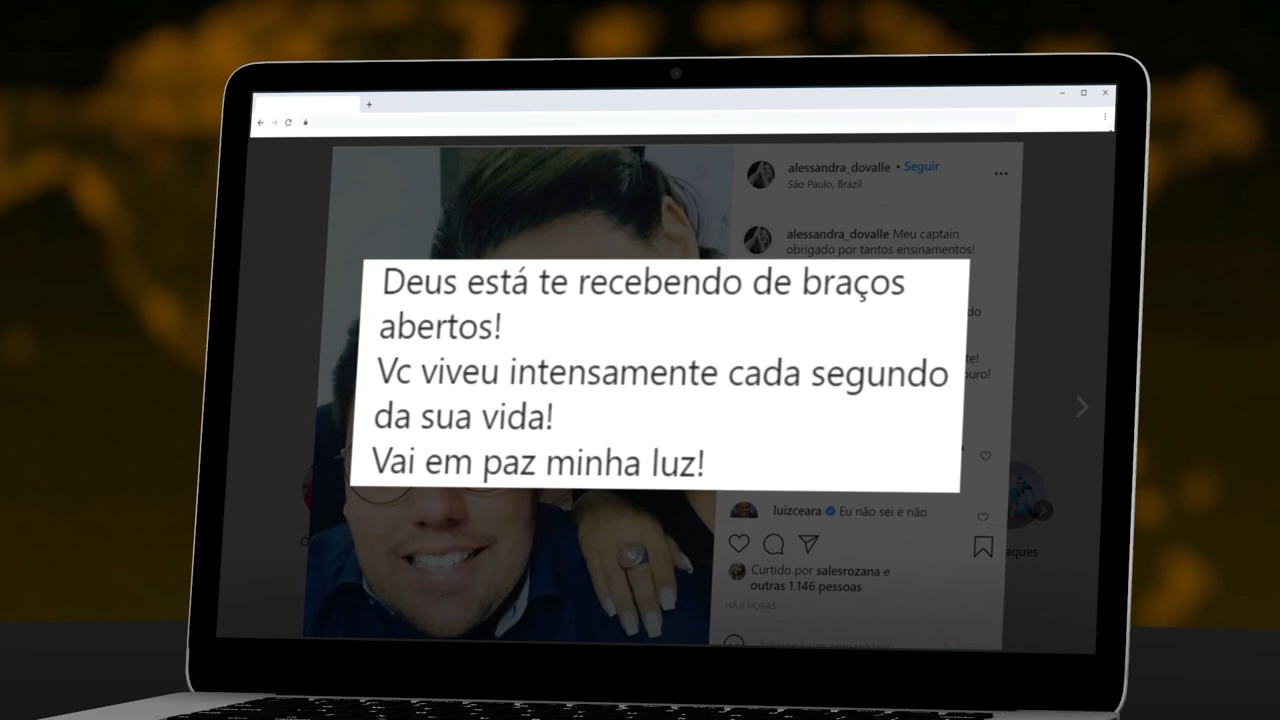 alessandra_dovalle • Seguir
São Paulo, Brazil
alessandra_dovalle Meu captain
obrigado por tantos ensinamentos!
Deus está te recebendo de braços
abertos!
Vc viveu intensamente cada segundo
da sua vida!
Vai em paz minha luz!
luizceara Eu não sei e não
Curtido por salesrozana e
outras 1.146 pessoas
HÁ 8 HORAS